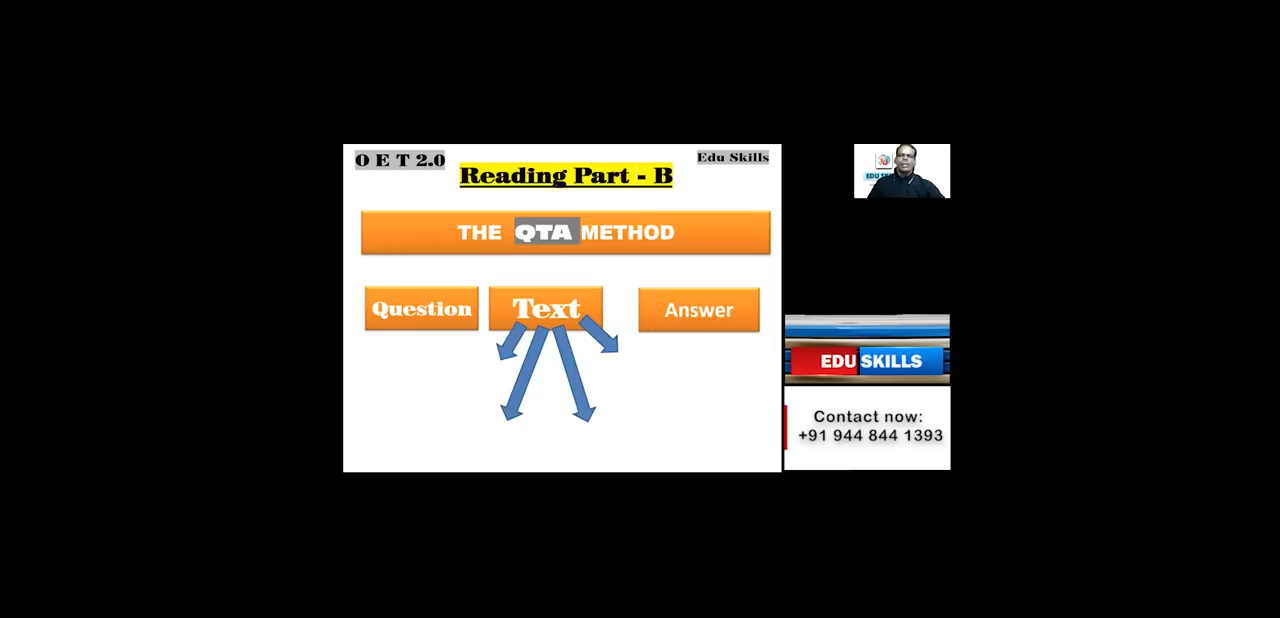 O E T 2.0
Edu Skills
Reading Part - B
THE QTA METHOD
Question
Text
Answer
EDU SKILLS
Contact now:
+91 944 844 1393